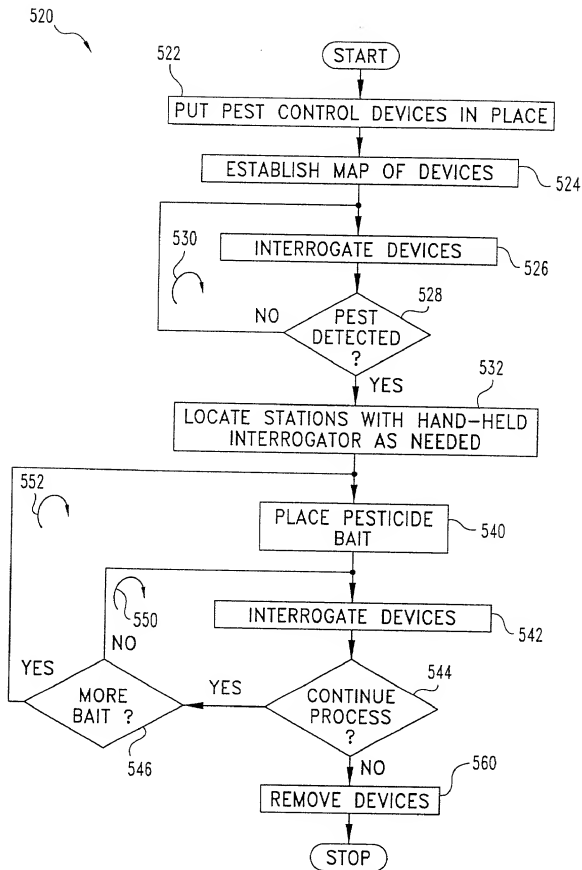 520
START
522
PUT PEST CONTROL DEVICES IN PLACE
ESTABLISH MAP OF DEVICES
524
530
INTERROGATE DEVICES
526
528
NO
PEST
DETECTED
?
YES
532
LOCATE STATIONS WITH HAND-HELD
INTERROGATOR AS NEEDED
552
PLACE PESTICIDE
BAIT
540
550
INTERROGATE DEVICES
542
NO
YES
YES
544
MORE
BAIT ?
CONTINUE
PROCESS
?
546
NO
560
REMOVE DEVICES
STOP